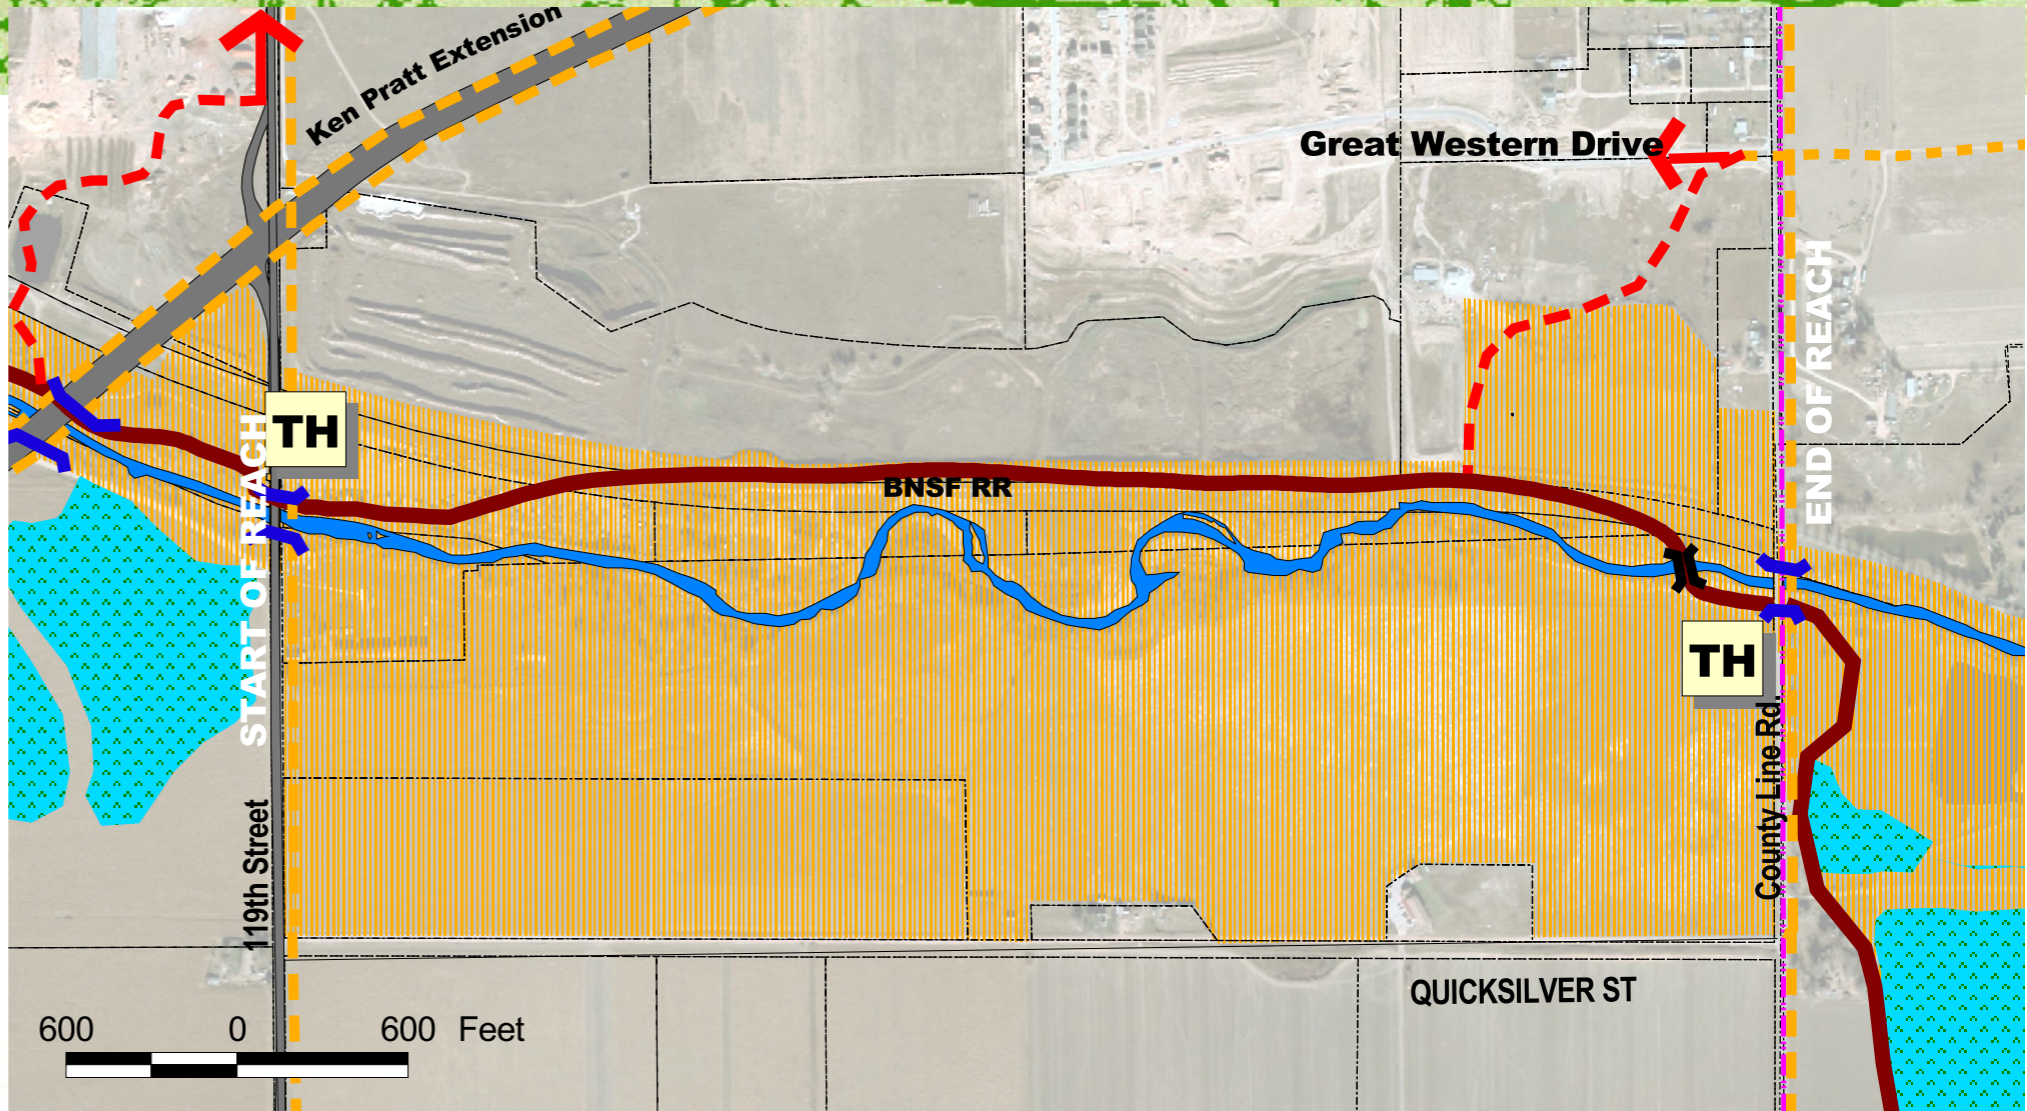 Ken Pratt Extension
Great Western Drive
END OF REACH
TH
START OF REACH
BNSF RR
TH
County Line Rd.
119th Street
QUICKSILVER ST
600 0 600 Feet